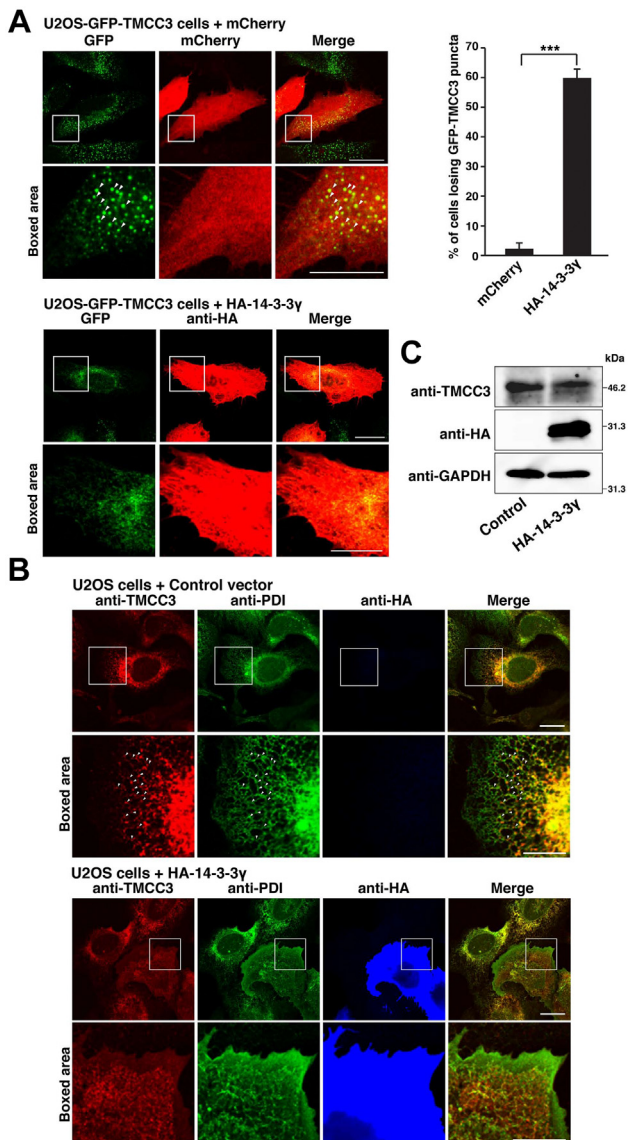 A
U2OS-GFP-TMCC3 cells + mCherry
GFP mCherry Merge
Boxed area
U2OS-GFP-TMCC3 cells + HA-14-3-3γ
GFP anti-HA Merge
Boxed area
% of cells losing GFP-TMCC3 puncta
70
60
50
40
30
20
10
0
***
mCherry
HA-14-3-3γ
C
kDa
anti-TMCC3 46.2
anti-HA 31.3
anti-GAPDH 31.3
Control
HA-14-3-3γ
B
U2OS cells + Control vector
anti-TMCC3 anti-PDI anti-HA Merge
Boxed area
U2OS cells + HA-14-3-3γ
anti-TMCC3 anti-PDI anti-HA Merge
Boxed area